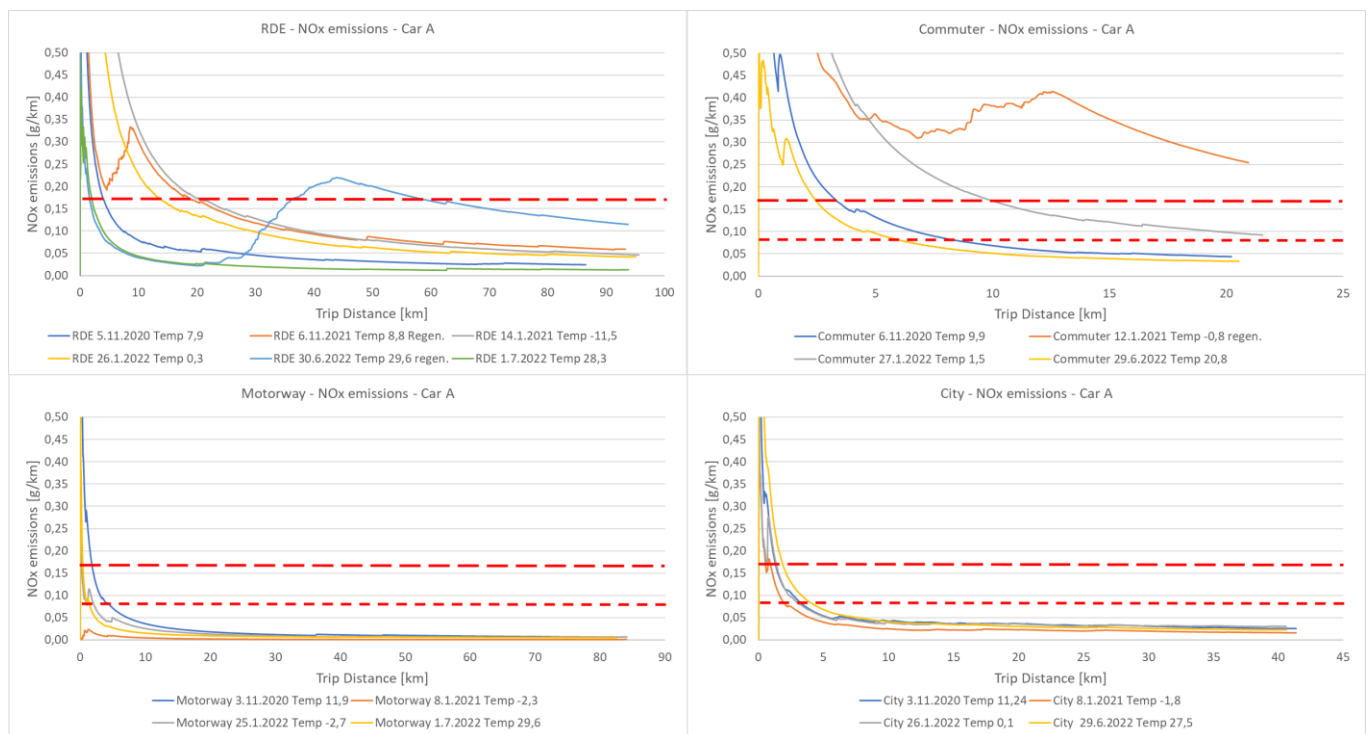 RDE - NOx emissions - Car A
NOx emissions [g/km]
0,50
0,45
0,40
0,35
0,30
0,25
0,20
0,15
0,10
0,05
0,00
0 10 20 30 40 50 60 70 80 90 100
Trip Distance [km]
RDE 5.11.2020 Temp 7,9 RDE 6.11.2021 Temp 8,8 Regen. RDE 14.1.2021 Temp -11,5
RDE 26.1.2022 Temp 0,3 RDE 30.6.2022 Temp 29,6 regen. RDE 1.7.2022 Temp 28,3
Commuter - NOx emissions - Car A
NOx emissions [g/km]
0,50
0,45
0,40
0,35
0,30
0,25
0,20
0,15
0,10
0,05
0,00
0 5 10 15 20 25
Trip Distance [km]
Commuter 6.11.2020 Temp 9,9 Commuter 12.1.2021 Temp -0,8 regen.
Commuter 27.1.2022 Temp 1,5 Commuter 29.6.2022 Temp 20,8
Motorway - NOx emissions - Car A
NOx emissions [g/km]
0,50
0,45
0,40
0,35
0,30
0,25
0,20
0,15
0,10
0,05
0,00
0 10 20 30 40 50 60 70 80 90
Trip Distance [km]
Motorway 3.11.2020 Temp 11,9 Motorway 8.1.2021 Temp -2,3
Motorway 25.1.2022 Temp -2,7 Motorway 1.7.2022 Temp 29,6
City - NOx emissions - Car A
NOx emissions [g/km]
0,50
0,45
0,40
0,35
0,30
0,25
0,20
0,15
0,10
0,05
0,00
0 5 10 15 20 25 30 35 40 45
Trip Distance [km]
City 3.11.2020 Temp 11,24 City 8.1.2021 Temp -1,8
City 26.1.2022 Temp 0,1 City 29.6.2022 Temp 27,5